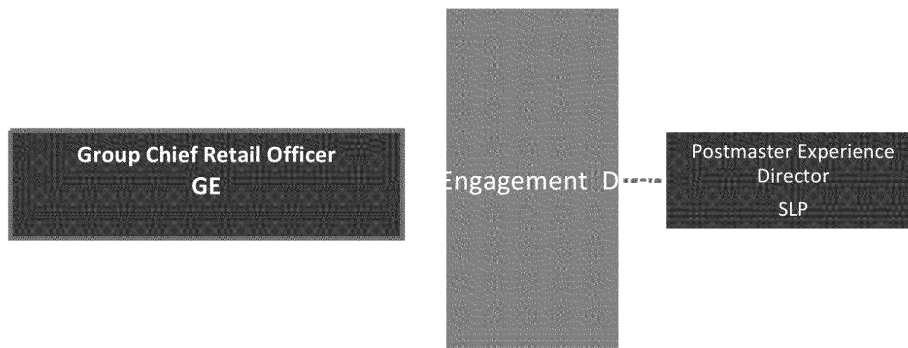 Group Chief Retail Officer
GE
Engagement
Postmaster Experience
Director
SLP